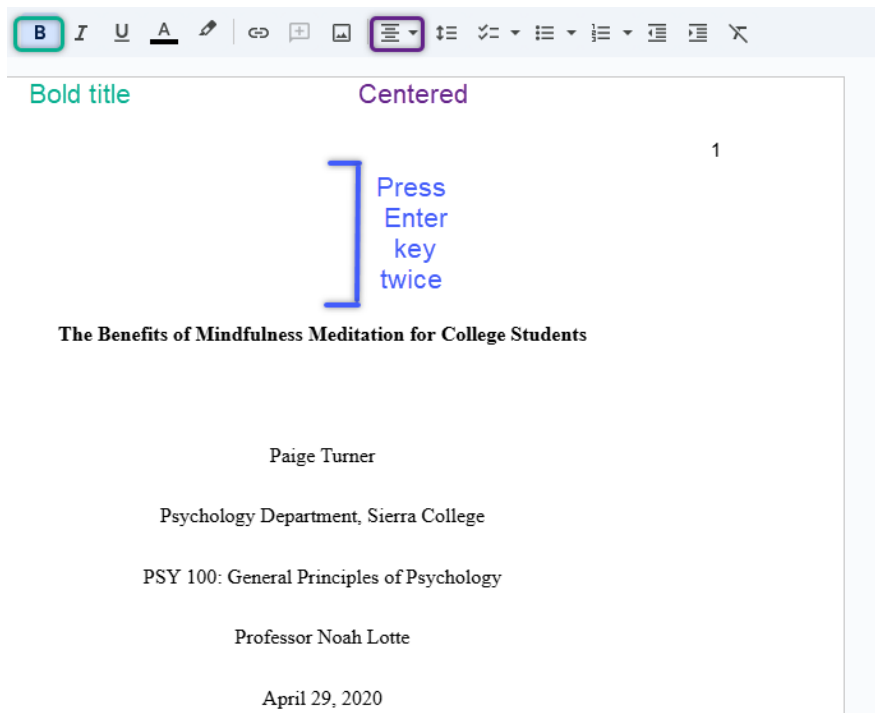 B I U A
Bold title
Centered
1
Press
Enter
key
twice
The Benefits of Mindfulness Meditation for College Students
Paige Turner
Psychology Department, Sierra College
PSY 100: General Principles of Psychology
Professor Noah Lotte
April 29, 2020